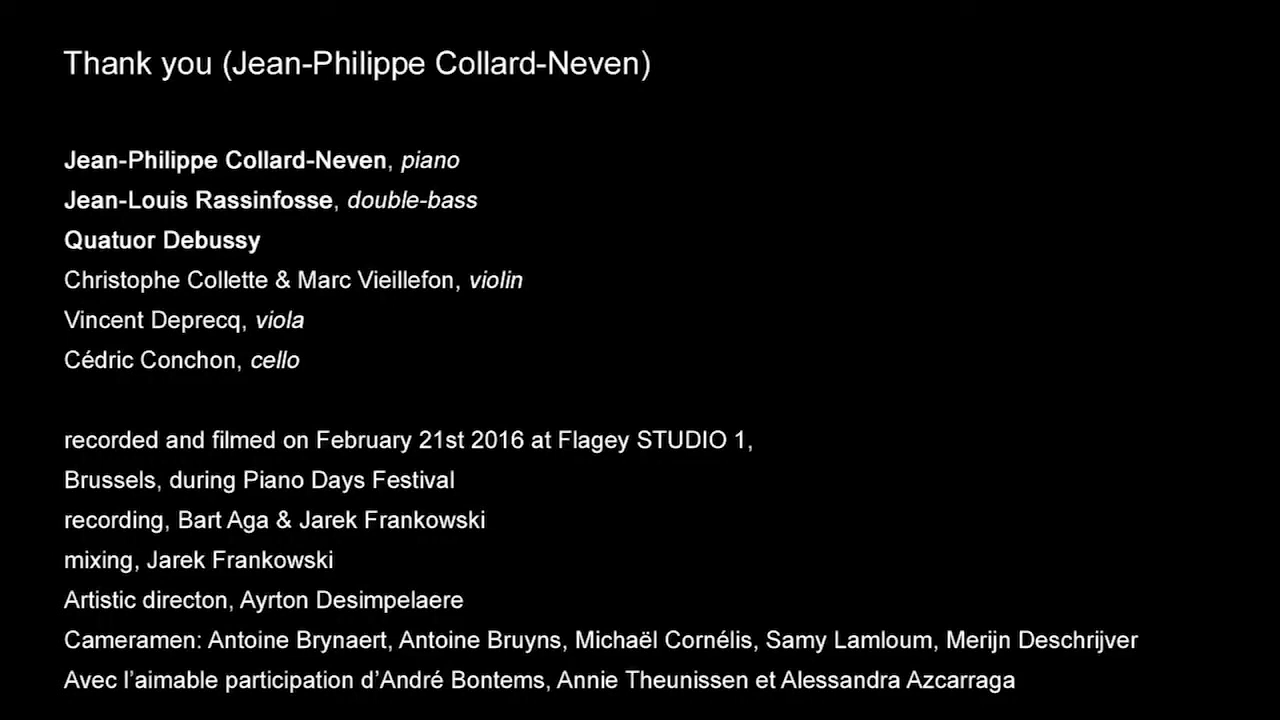 Thank you (Jean-Philippe Collard-Neven)
Jean-Philippe Collard-Neven, piano
Jean-Louis Rassinfosse, double-bass
Quatuor Debussy
Christophe Collette & Marc Vieillefon, violin
Vincent Deprecq, viola
Cédric Conchon, cello
recorded and filmed on February 21st 2016 at Flagey STUDIO 1,
Brussels, during Piano Days Festival
recording, Bart Aga & Jarek Frankowski
mixing, Jarek Frankowski
Artistic directon, Ayrton Desimpelaere
Cameramen: Antoine Brynaert, Antoine Bruyns, Michaël Cornélis, Samy Lamloum, Merijn Deschrijver
Avec l’aimable participation d’André Bontems, Annie Theunissen et Alessandra Azcarraga